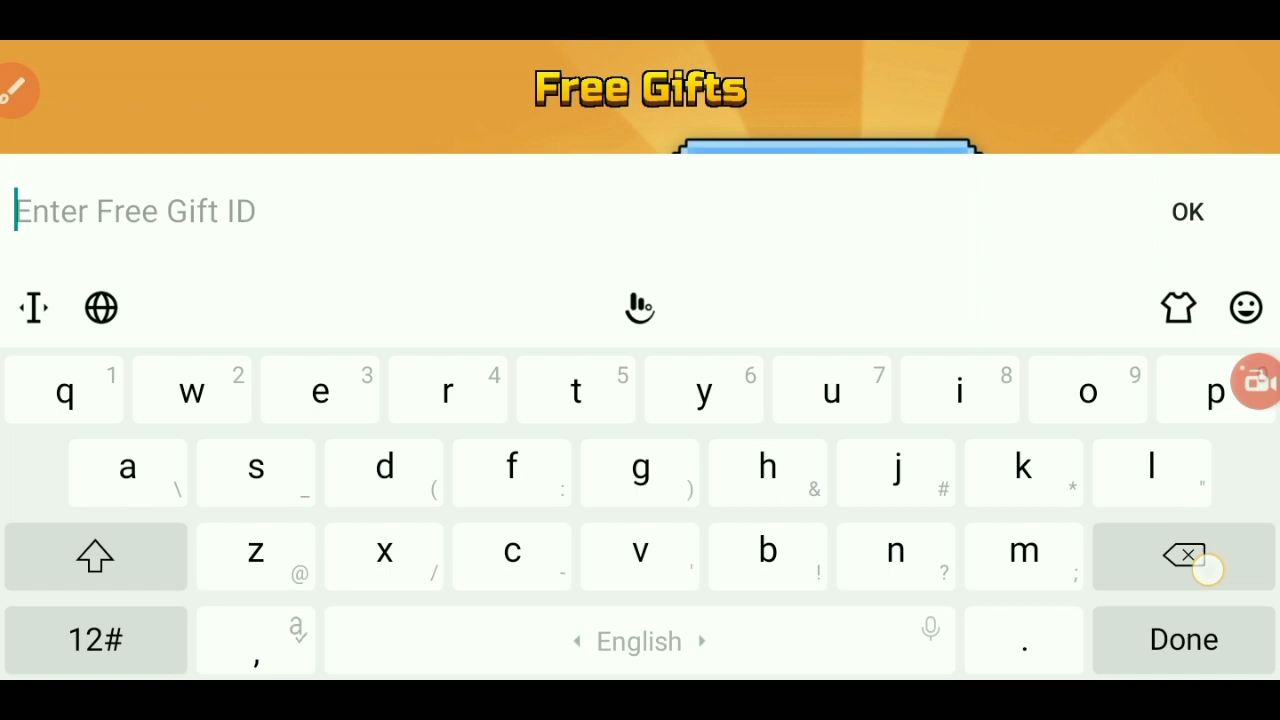 Free Gifts
Enter Free Gift ID
OK
q 1 w 2 e 3 r 4 t 5 y 6 u 7 i 8 o 9 p
a \ s _ d ( f : g ) h & j # k * l "
z @ x / c - v ' b ! n ? m ;
12# , a English . Done